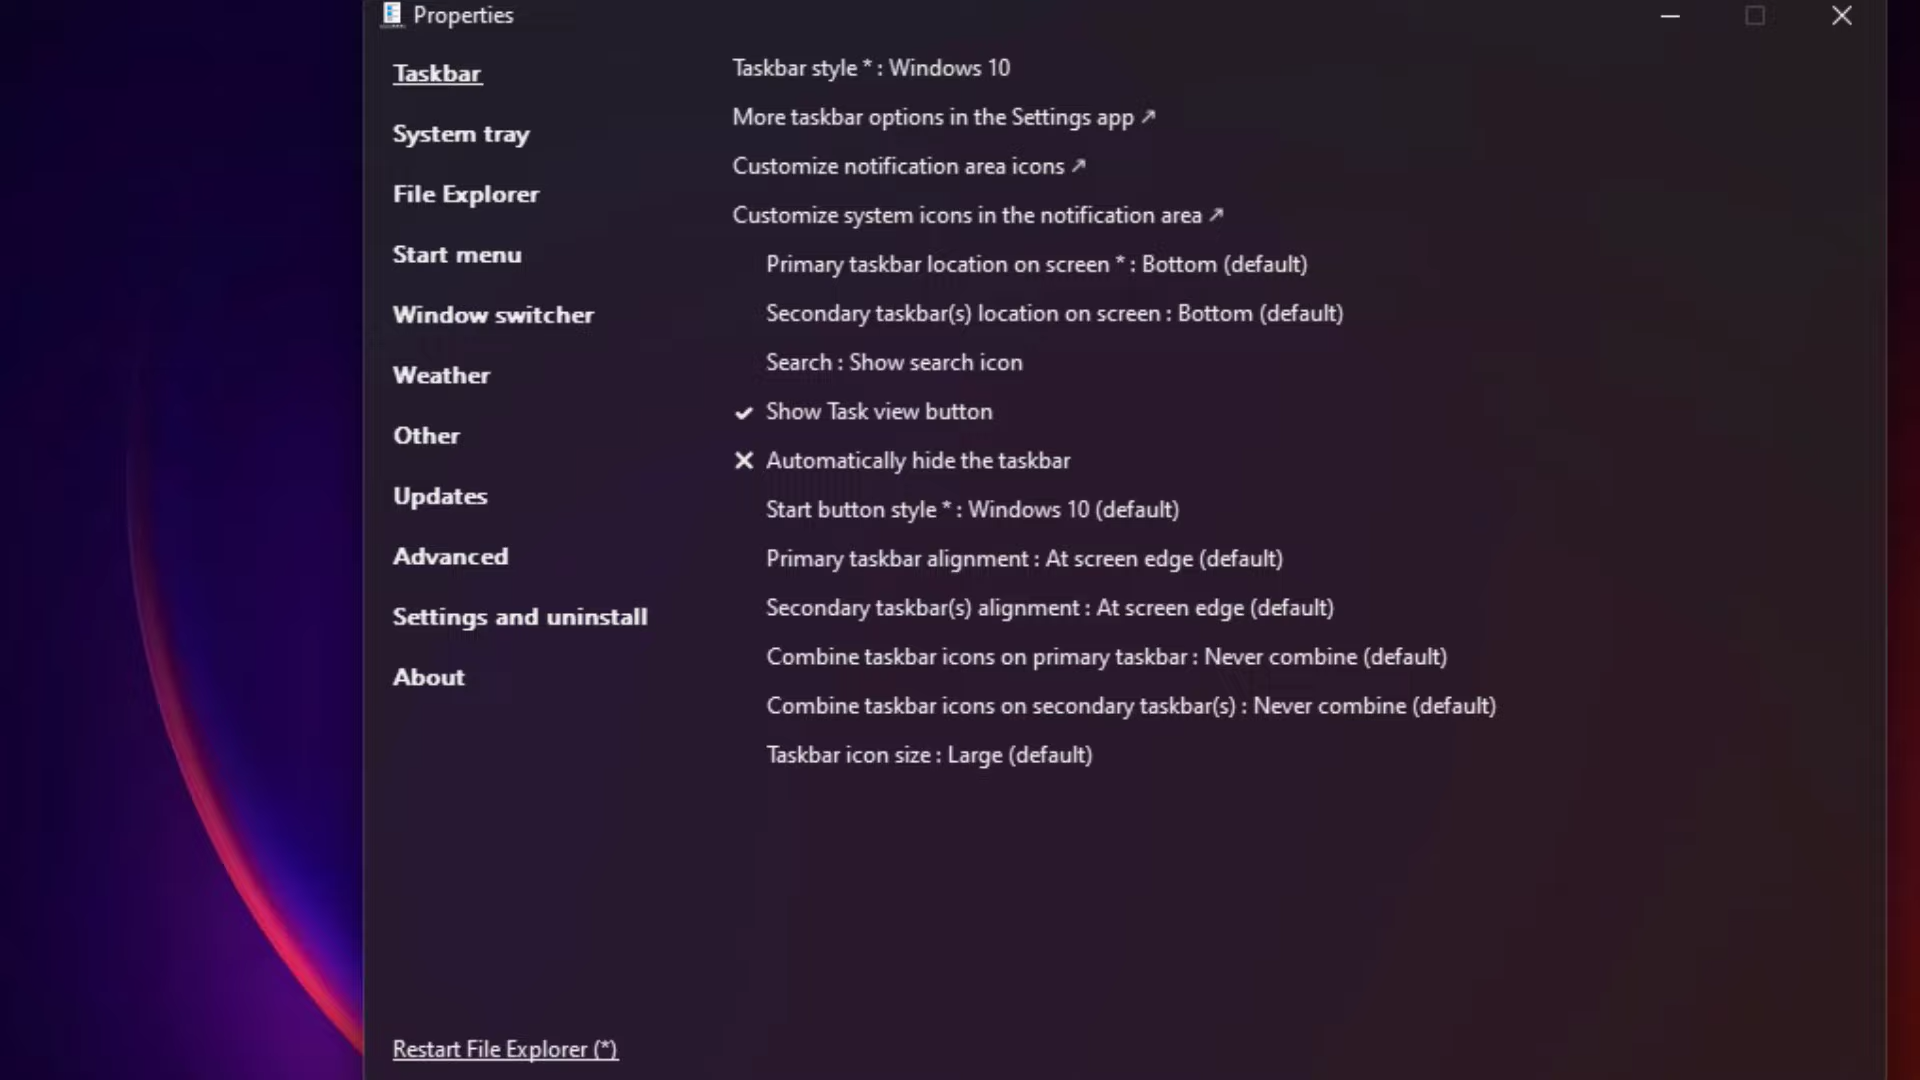 Properties
Taskbar
System tray
File Explorer
Start menu
Window switcher
Weather
Other
Updates
Advanced
Settings and uninstall
About
Restart File Explorer (*)
Taskbar style * : Windows 10
More taskbar options in the Settings app ↗
Customize notification area icons ↗
Customize system icons in the notification area ↗
Primary taskbar location on screen * : Bottom (default)
Secondary taskbar(s) location on screen : Bottom (default)
Search : Show search icon
Show Task view button
Automatically hide the taskbar
Start button style * : Windows 10 (default)
Primary taskbar alignment : At screen edge (default)
Secondary taskbar(s) alignment : At screen edge (default)
Combine taskbar icons on primary taskbar : Never combine (default)
Combine taskbar icons on secondary taskbar(s) : Never combine (default)
Taskbar icon size : Large (default)